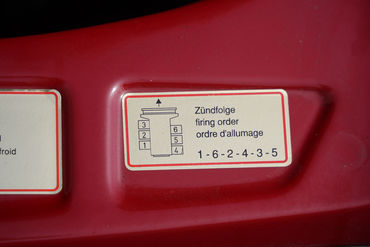 Zündfolge
firing order
ordre d'allumage
1 - 6 - 2 - 4 - 3 - 5
3
2
1
6
5
4
froid